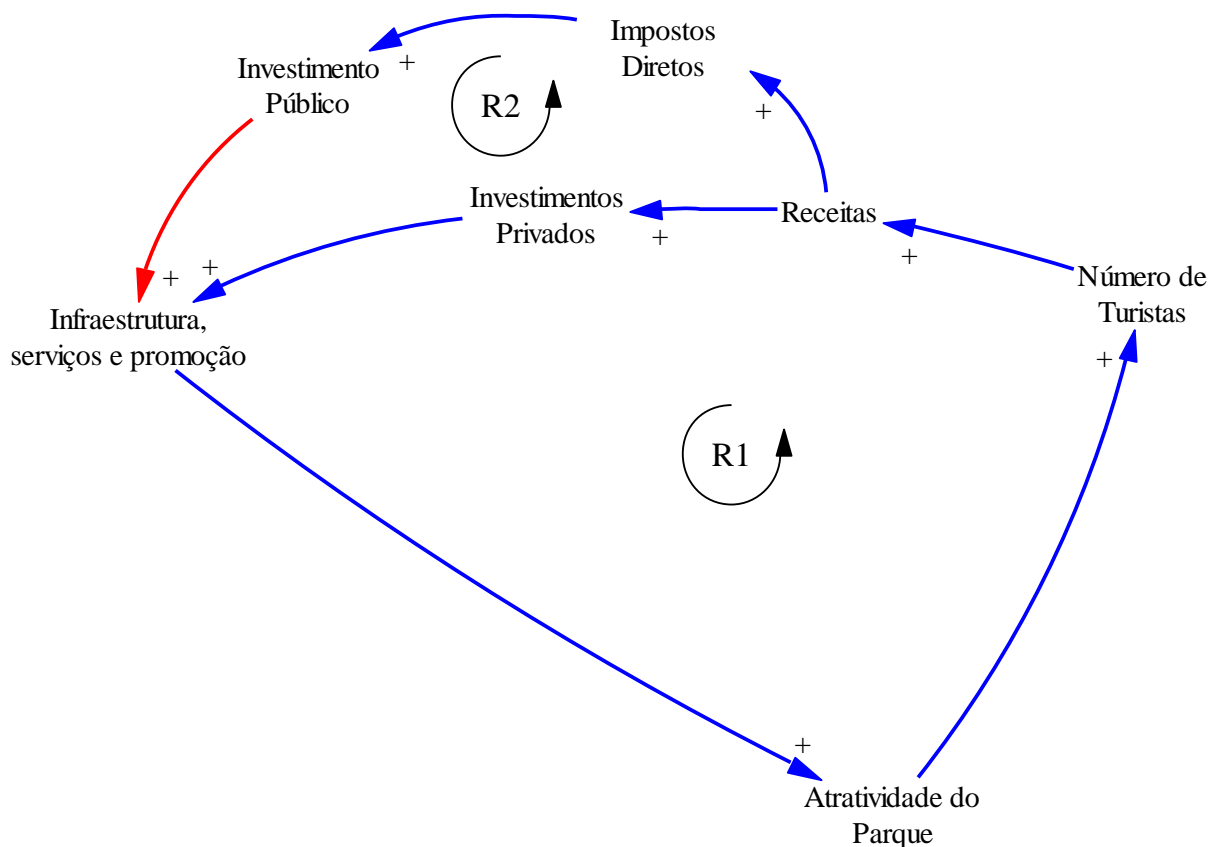 Impostos
Diretos
+
Investimento
Público
R2
+
Investimentos
Privados
+
Receitas
+
Número de
Turistas
+
+
+
Infraestrutura,
serviços e promoção
R1
+
Atratividade do
Parque